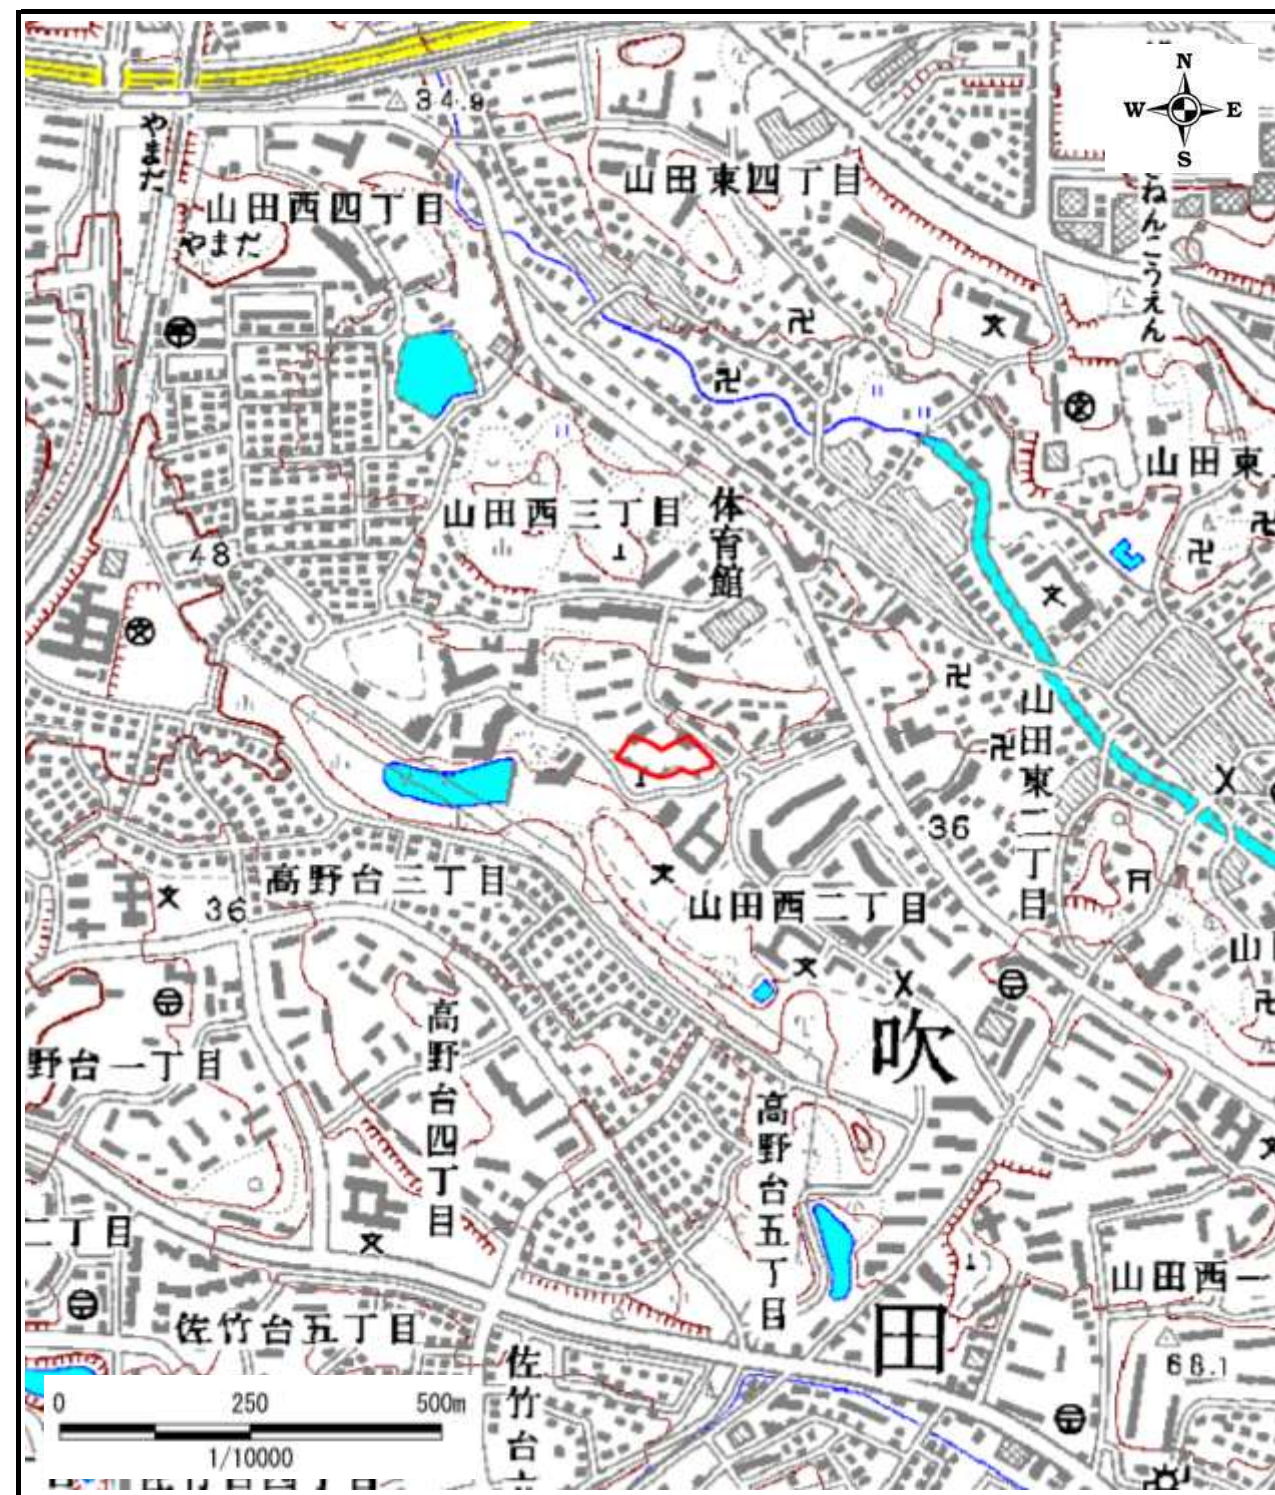 N
W E
S
34.9
やまだ
山田東四丁目
山田西四丁目
やまだ
ねんこうえん
山田東
山田西三丁目
体育館
48
山田東二丁目
36
高野台三丁目
36
山田西二丁目
高野台四丁目
野台一丁目
吹田
高野台五丁目
二丁目
山田西一
佐竹台五丁目
佐竹台
68.1
0 250 500m
1/10000